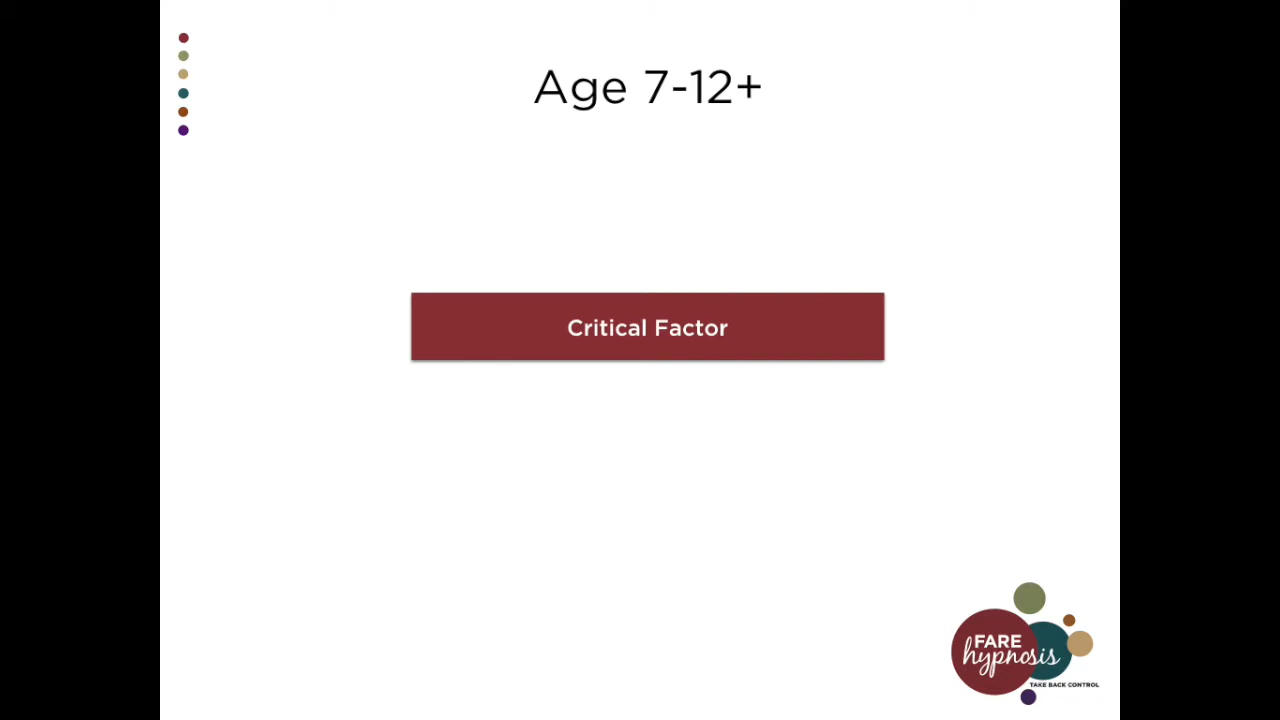 Age 7-12+
Critical Factor
FARE
hypnosis
TAKE BACK CONTROL